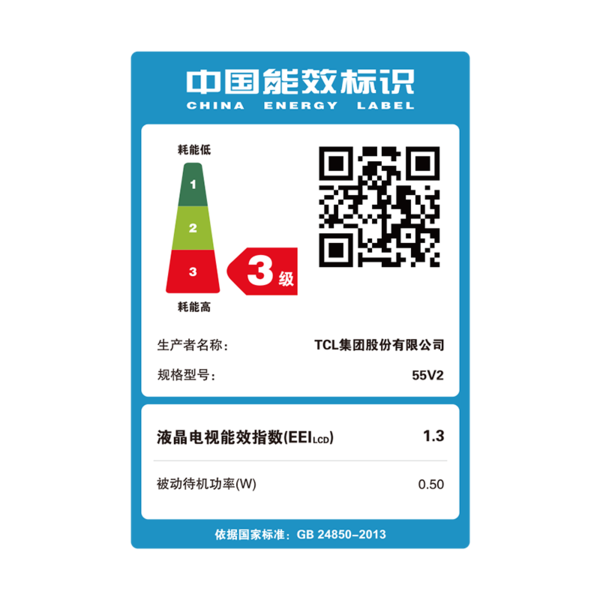 中国能效标识
CHINA ENERGY LABEL
耗能低
1
2
3
3级
耗能高
生产者名称: TCL集团股份有限公司
规格型号: 55V2
液晶电视能效指数(EEILCD) 1.3
被动待机功率(W) 0.50
依据国家标准: GB 24850-2013